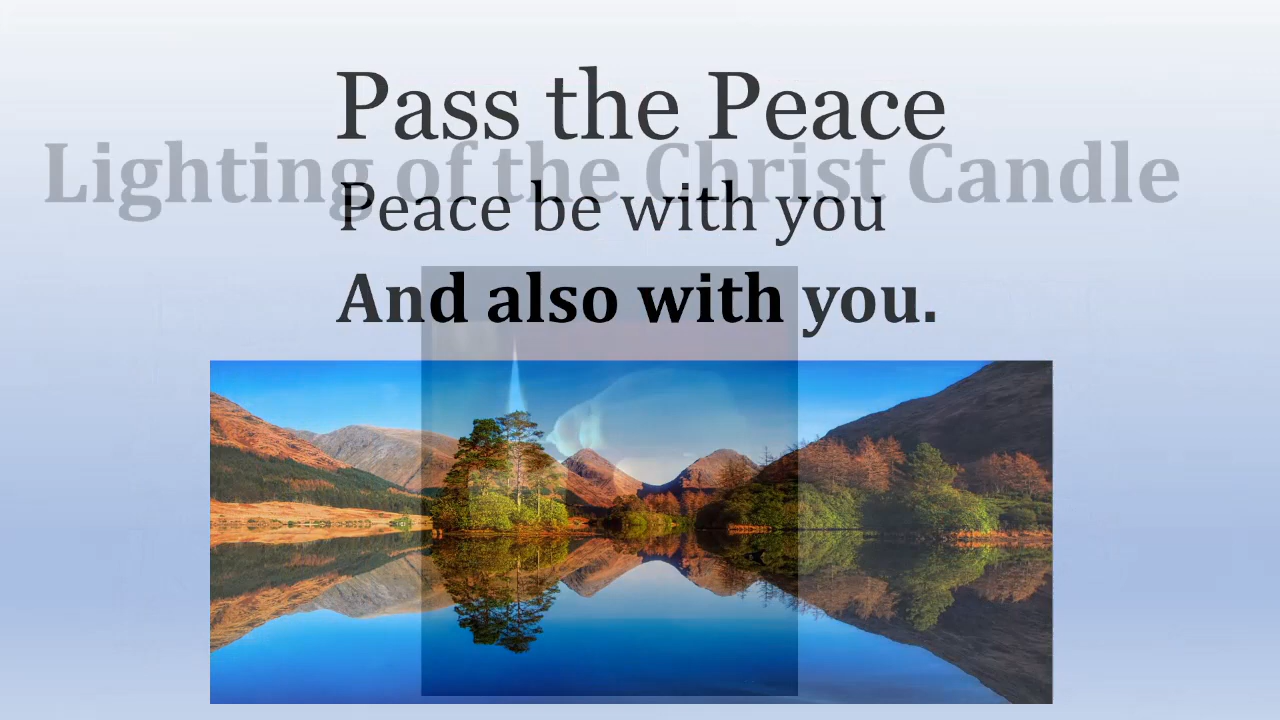 Pass the Peace
Lighting of the Christ Candle
Peace be with you
And also with you.